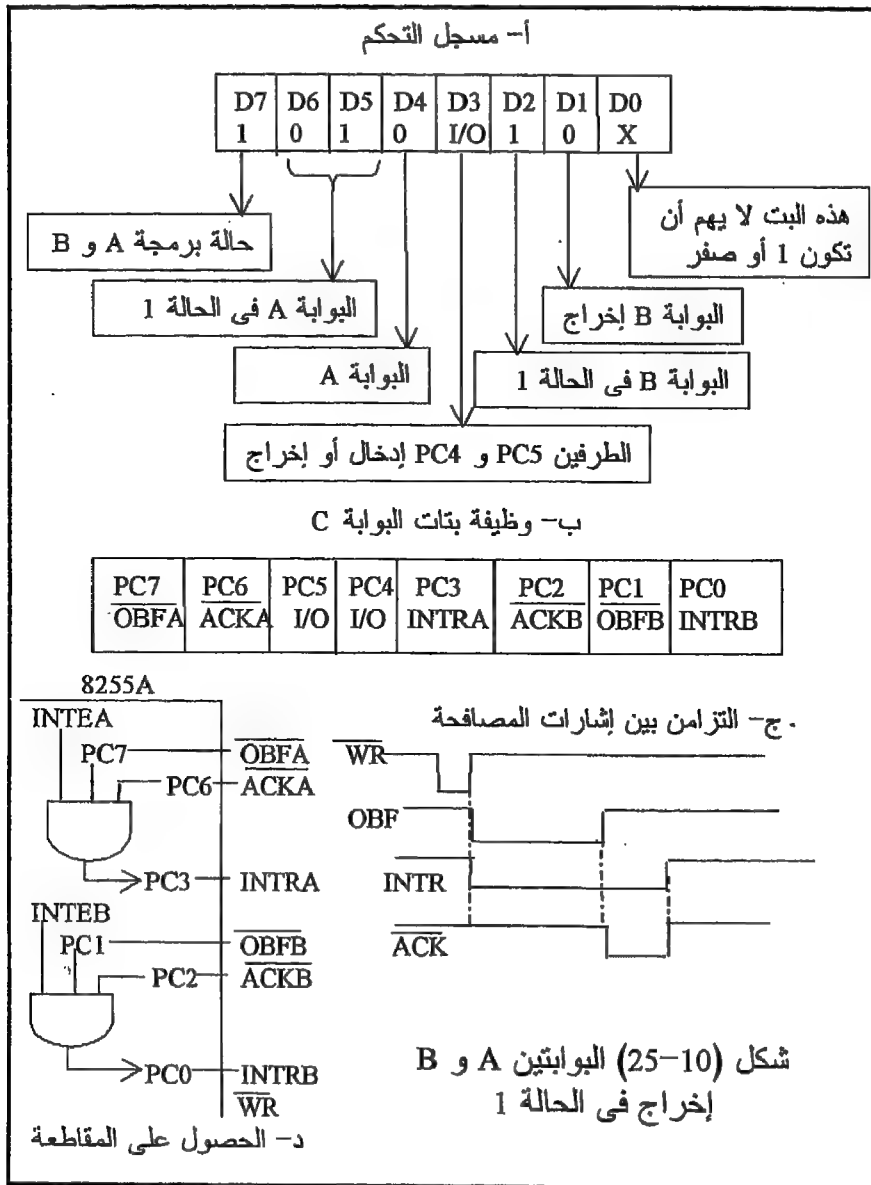 أ- مسجل التحكم
D7 D6 D5 D4 D3 D2 D1 D0
1 0 1 0 I/O 1 0 X
هذه البت لا يهم أن
تكون 1 أو صفر
حالة برمجة A و B
البوابة B إخراج
البوابة A فى الحالة 1
البوابة B فى الحالة 1
البوابة A
الطرفين PC5 و PC4 إدخال أو إخراج
ب- وظيفة بتات البوابة C
PC7 PC6 PC5 PC4 PC3 PC2 PC1 PC0
OBFA ACKA I/O I/O INTRA ACKB OBFB INTRB
8255A
INTEA
PC7 OBFA
PC6 ACKA
PC3 INTRA
INTEB
PC1 OBFB
PC2 ACKB
PC0 INTRB
WR
د- الحصول على المقاطعة
ج- التزامن بين إشارات المصافحة
WR
OBF
INTR
ACK
شكل (10-25) البوابتين A و B
إخراج فى الحالة 1